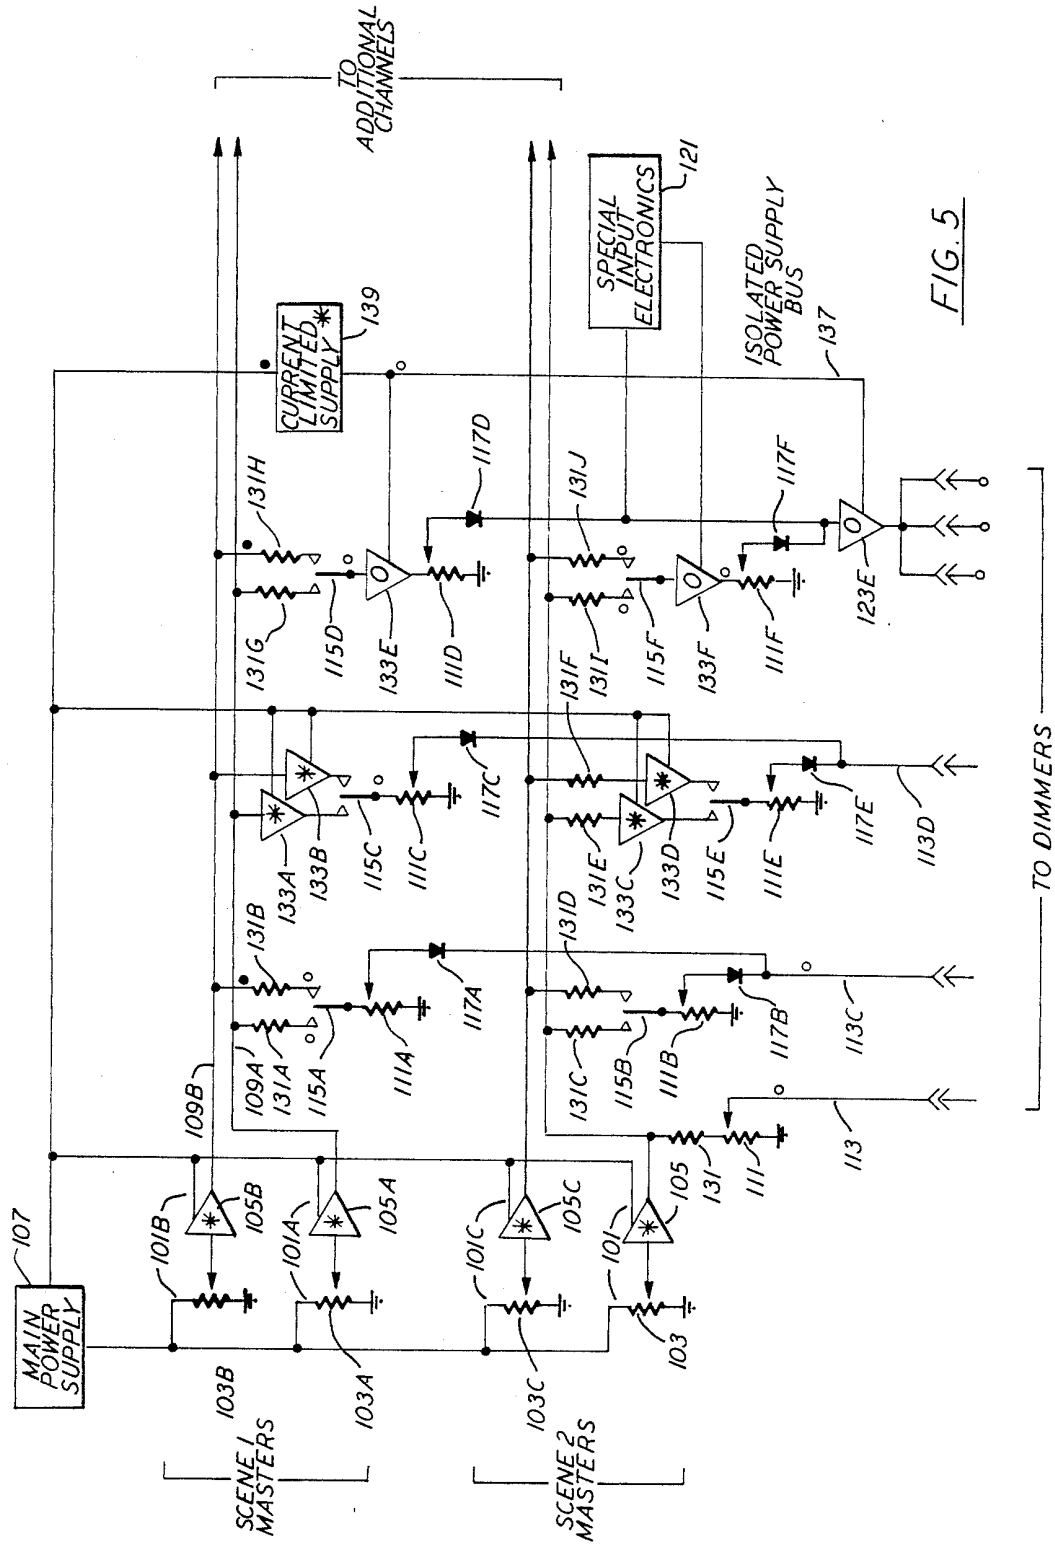 MAIN
POWER
SUPPLY
107
SCENE 1
MASTERS
SCENE 2
MASTERS
103B
101B
105B
*
109B
103A
101A
105A
*
109A
103C
101C
105C
*
103
101
105
*
131
111
113
131A
131B
115A
111A
117A
131C
131D
115B
111B
117B
113C
133A
*
133B
*
115C
111C
117C
131E
131F
133C
*
133D
*
115E
111E
117E
113D
131G
131H
115D
133E
O
111D
117D
131I
131J
115F
133F
O
111F
117F
123E
O
CURRENT
LIMITED
SUPPLY *
139
SPECIAL
INPUT
ELECTRONICS
121
ISOLATED
POWER SUPPLY
BUS
137
TO
ADDITIONAL
CHANNELS
TO DIMMERS
FIG. 5